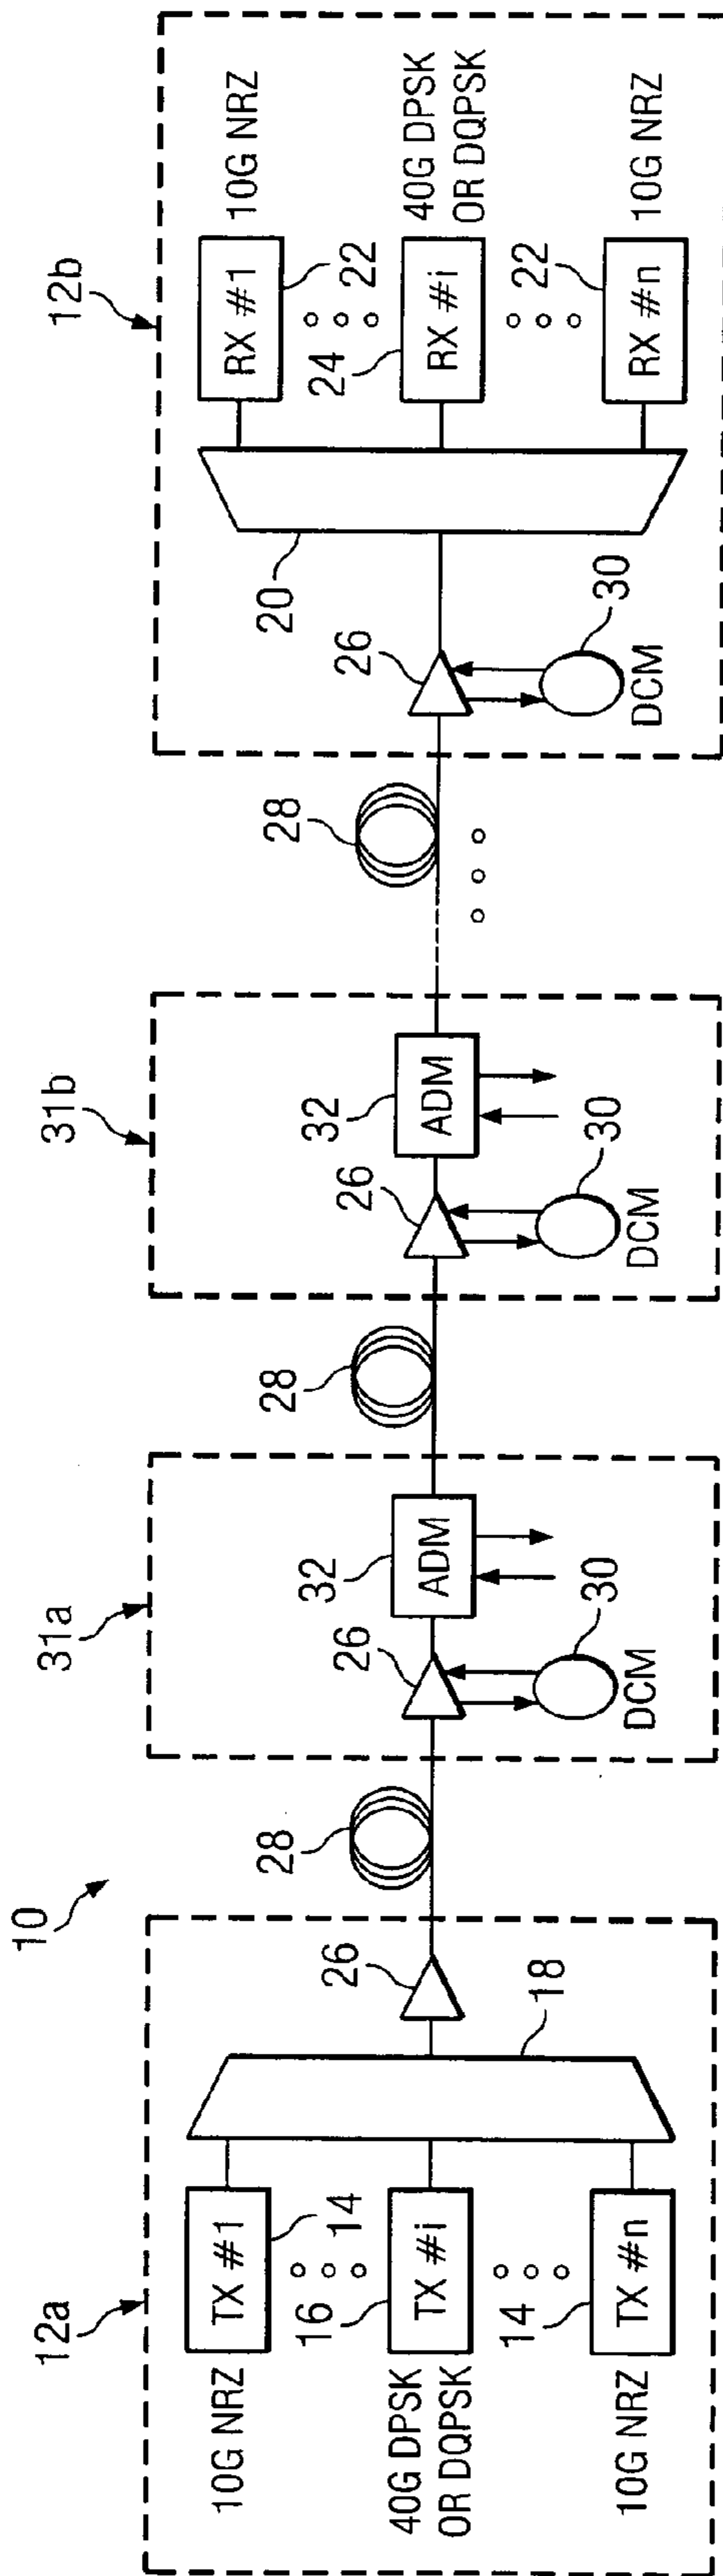 10
12a
10G NRZ
TX #1
14
16
40G DPSK
OR DQPSK
TX #i
14
10G NRZ
TX #n
18
26
28
31a
26
32
ADM
30
DCM
28
31b
26
32
ADM
30
DCM
28
12b
26
30
DCM
20
RX #1
10G NRZ
22
24
RX #i
40G DPSK
OR DQPSK
22
RX #n
10G NRZ